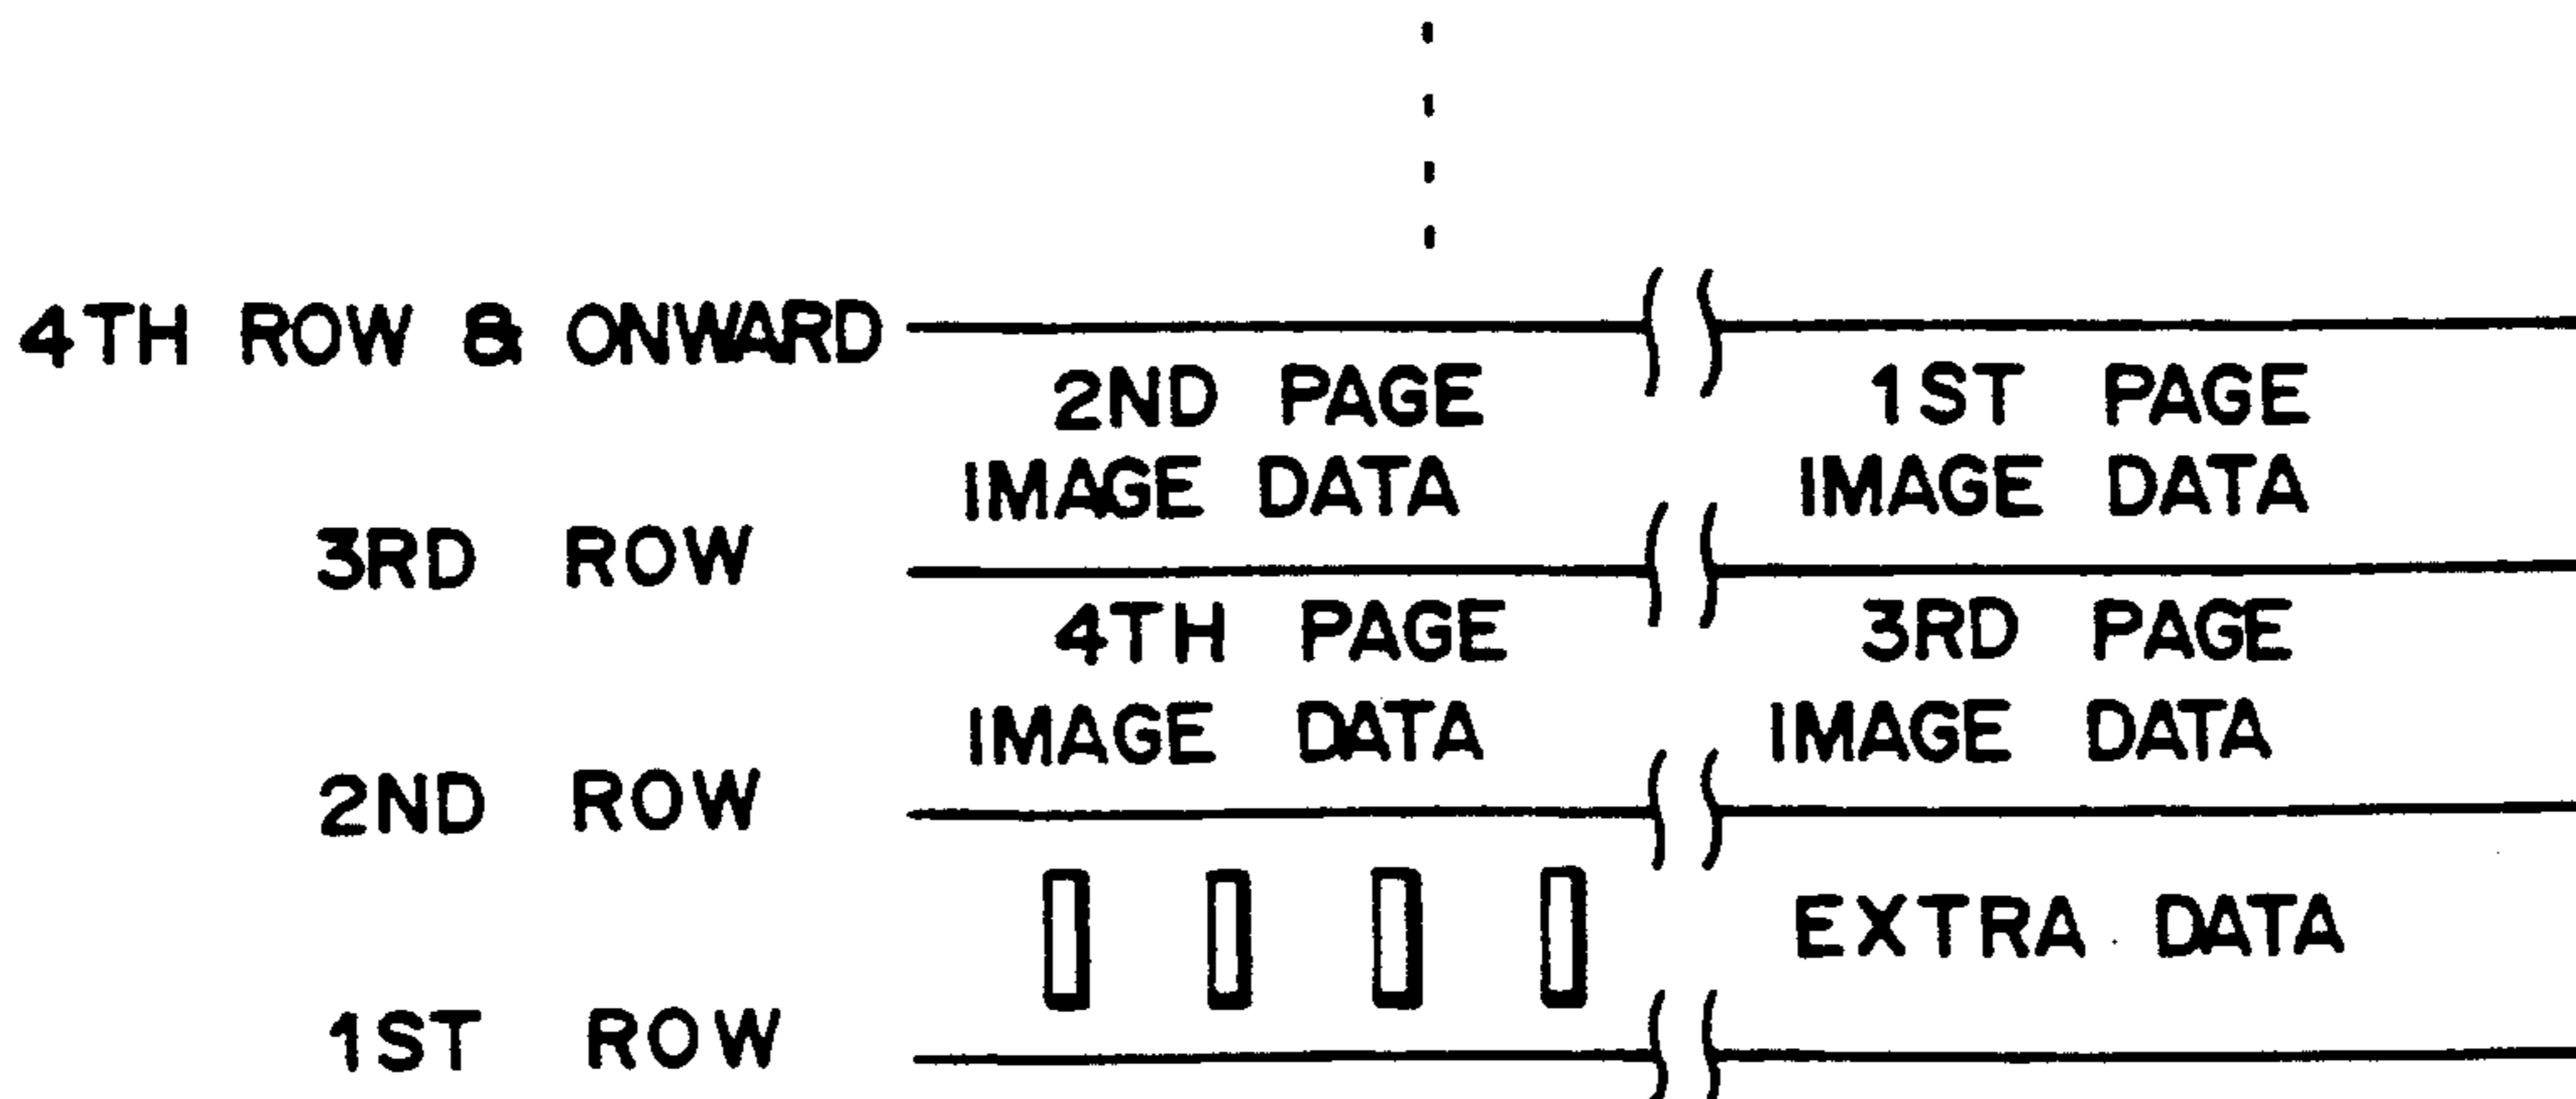 4TH ROW & ONWARD
2ND PAGE 1ST PAGE
IMAGE DATA IMAGE DATA
3RD ROW
4TH PAGE 3RD PAGE
IMAGE DATA IMAGE DATA
2ND ROW
EXTRA DATA
1ST ROW